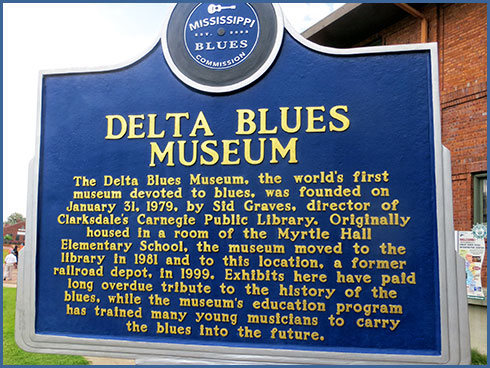 MISSISSIPPI
BLUES
COMMISSION
DELTA BLUES
MUSEUM
The Delta Blues Museum, the world's first
museum devoted to blues, was founded on
January 31, 1979, by Sid Graves, director of
Clarksdale's Carnegie Public Library. Originally
housed in a room of the Myrtle Hall
Elementary School, the museum moved to the
library in 1981 and to this location, a former
railroad depot, in 1999. Exhibits here have paid
long overdue tribute to the history of the
blues, while the museum's education program
has trained many young musicians to carry
the blues into the future.